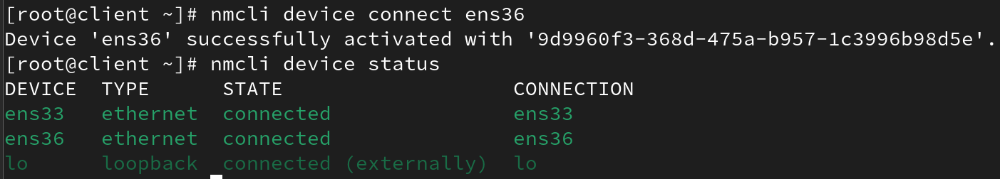 [root@client ~]# nmcli device connect ens36
Device 'ens36' successfully activated with '9d9960f3-368d-475a-b957-1c3996b98d5e'.
[root@client ~]# nmcli device status
DEVICE  TYPE      STATE                   CONNECTION
ens33   ethernet  connected               ens33
ens36   ethernet  connected               ens36
lo      loopback  connected (externally)  lo